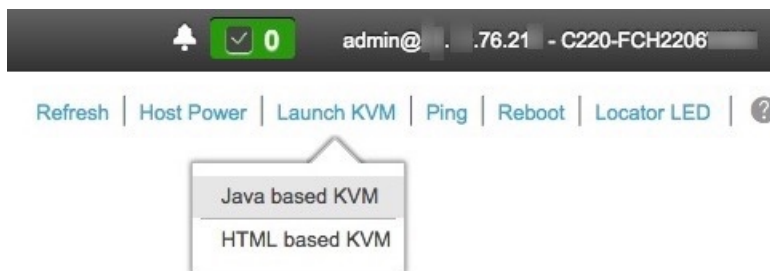 0 admin@ . .76.21 - C220-FCH2206
Refresh | Host Power | Launch KVM | Ping | Reboot | Locator LED | ?
Java based KVM
HTML based KVM